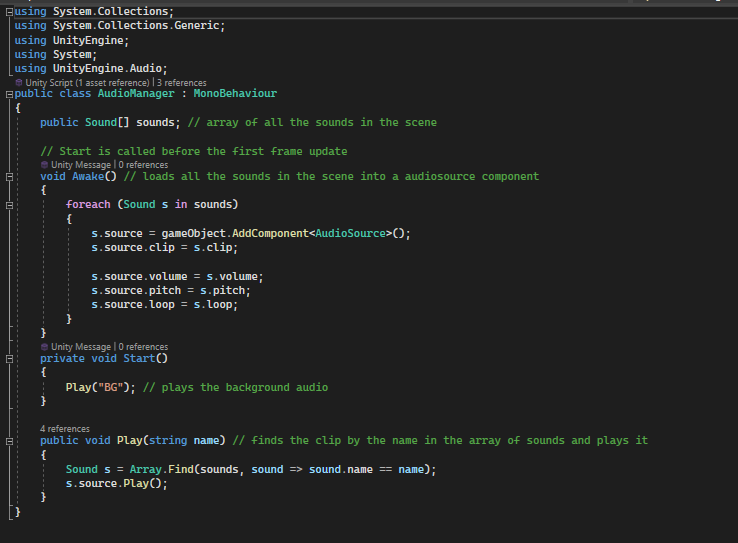 using System.Collections;
using System.Collections.Generic;
using UnityEngine;
using System;
using UnityEngine.Audio;
Unity Script (1 asset reference) | 3 references
public class AudioManager : MonoBehaviour
{
public Sound[] sounds; // array of all the sounds in the scene
// Start is called before the first frame update
Unity Message | 0 references
void Awake() // loads all the sounds in the scene into a audiosource component
{
foreach (Sound s in sounds)
{
s.source = gameObject.AddComponent<AudioSource>();
s.source.clip = s.clip;
s.source.volume = s.volume;
s.source.pitch = s.pitch;
s.source.loop = s.loop;
}
}
Unity Message | 0 references
private void Start()
{
Play("BG"); // plays the background audio
}
4 references
public void Play(string name) // finds the clip by the name in the array of sounds and plays it
{
Sound s = Array.Find(sounds, sound => sound.name == name);
s.source.Play();
}
}